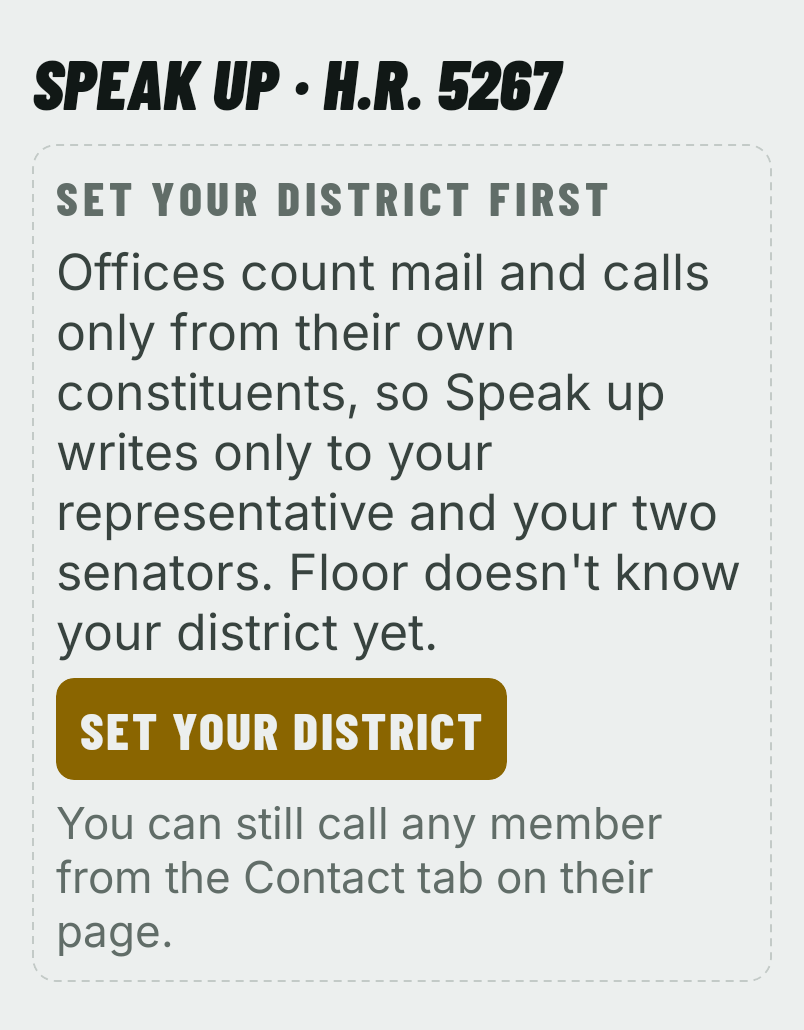 SPEAK UP · H.R. 5267
SET YOUR DISTRICT FIRST
Offices count mail and calls
only from their own
constituents, so Speak up
writes only to your
representative and your two
senators. Floor doesn't know
your district yet.
SET YOUR DISTRICT
You can still call any member
from the Contact tab on their
page.